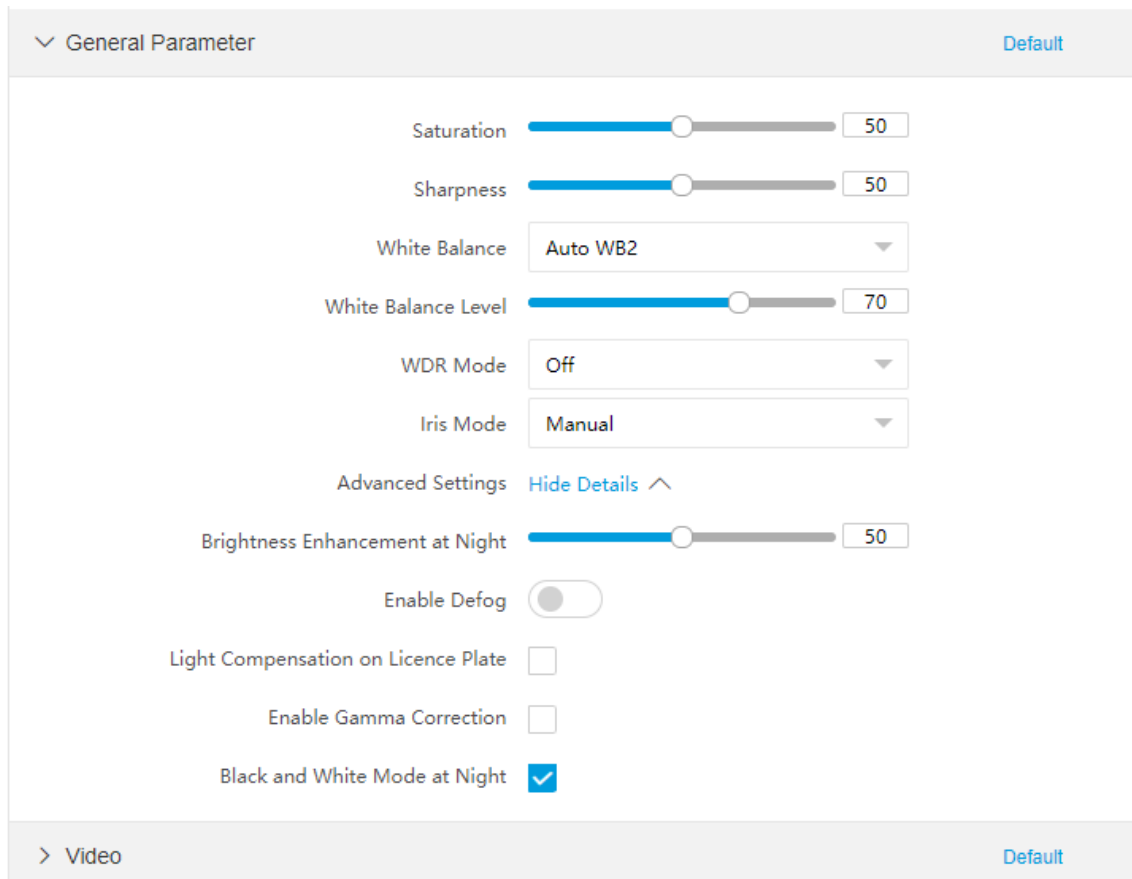 General Parameter Default
Saturation 50
Sharpness 50
White Balance Auto WB2
White Balance Level 70
WDR Mode Off
Iris Mode Manual
Advanced Settings Hide Details
Brightness Enhancement at Night 50
Enable Defog
Light Compensation on Licence Plate
Enable Gamma Correction
Black and White Mode at Night
Video Default